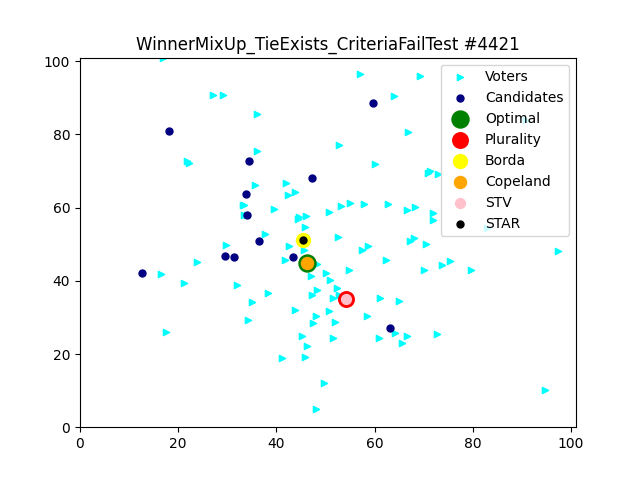 WinnerMixUp_TieExists_CriteriaFailTest #4421
100
80
60
40
20
0
0 20 40 60 80 100
Voters
Candidates
Optimal
Plurality
Borda
Copeland
STV
STAR